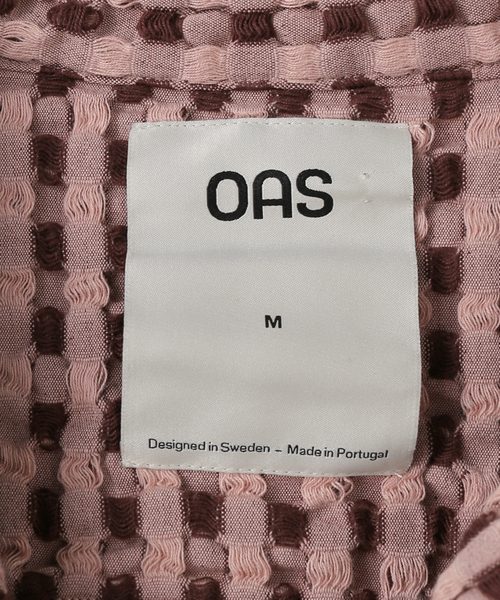 OAS
M
Designed in Sweden – Made in Portugal